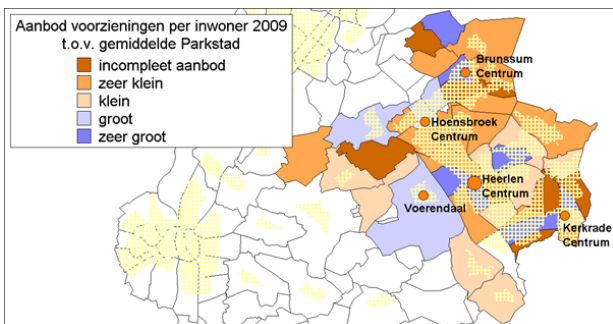 Aanbod voorzieningen per inwoner 2009
t.o.v. gemiddelde Parkstad
incompleet aanbod
zeer klein
klein
groot
zeer groot
Brunssum
Centrum
Hoensbroek
Centrum
Heerlen
Centrum
Voerendaal
Kerkrade
Centrum